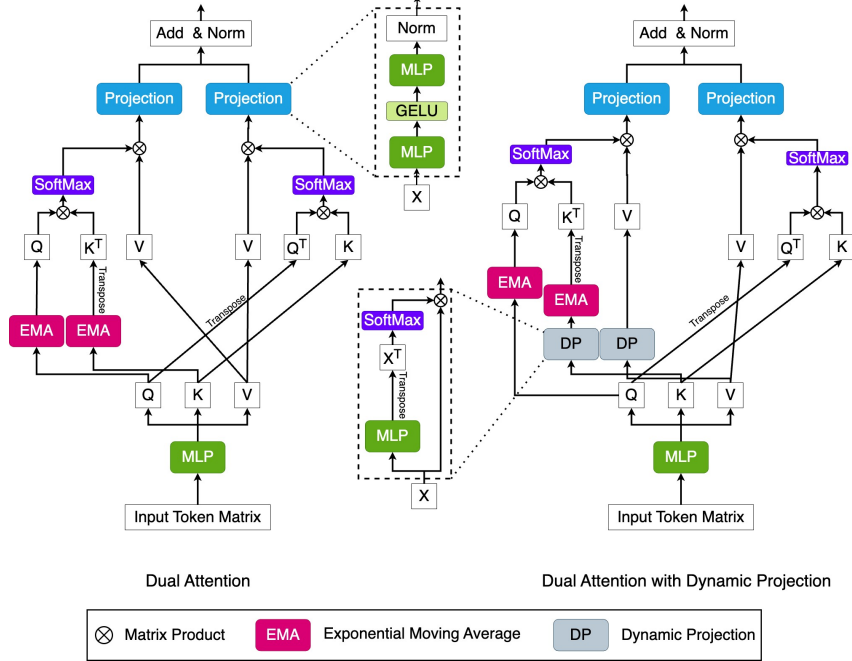 Add & Norm
Projection
Projection
SoftMax
SoftMax
Q
K^T
V
V
Q^T
K
Transpose
Transpose
EMA
EMA
Q
K
V
MLP
Input Token Matrix
Dual Attention
Norm
MLP
GELU
MLP
X
SoftMax
X^T
Transpose
MLP
X
Add & Norm
Projection
Projection
SoftMax
SoftMax
Q
K^T
V
V
Q^T
K
Transpose
Transpose
EMA
EMA
DP
DP
Q
K
V
MLP
Input Token Matrix
Dual Attention with Dynamic Projection
Matrix Product
EMA
Exponential Moving Average
DP
Dynamic Projection